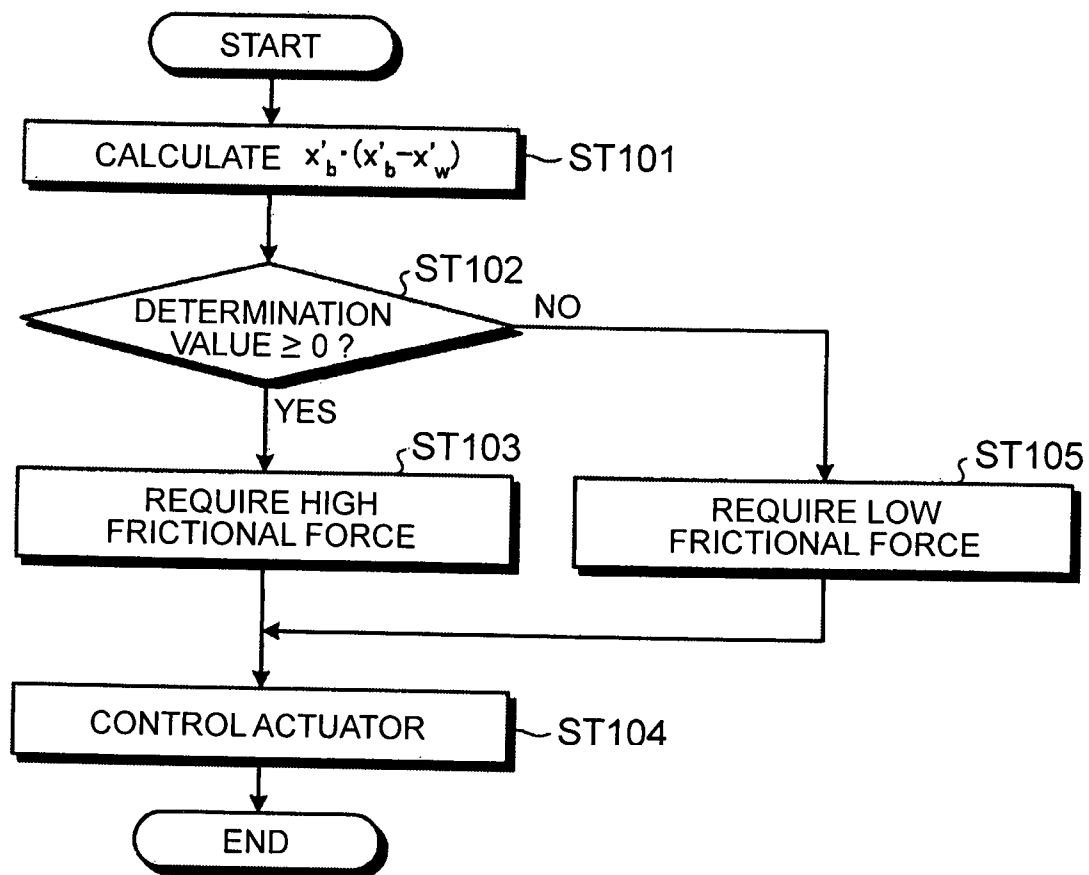 START
CALCULATE x'b·(x'b-x'w)
ST101
ST102
DETERMINATION
VALUE ≥ 0 ?
NO
YES
ST103
REQUIRE HIGH
FRICTIONAL FORCE
ST105
REQUIRE LOW
FRICTIONAL FORCE
CONTROL ACTUATOR
ST104
END